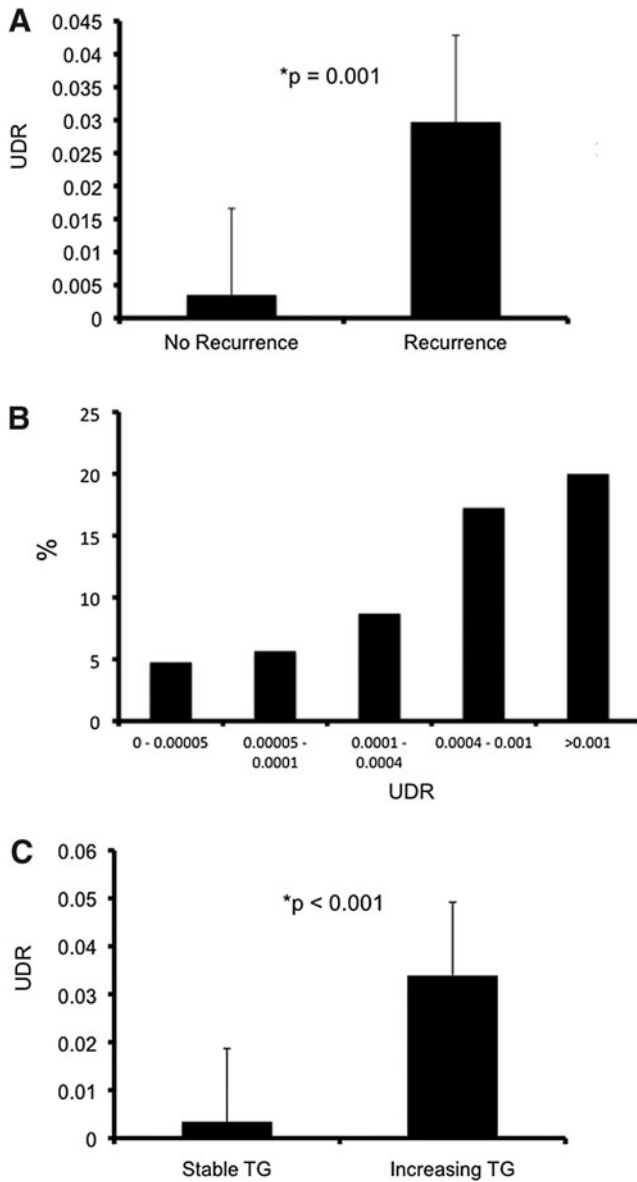 A
0.045
0.04
0.035
0.03
0.025
0.02
0.015
0.01
0.005
0
UDR
*p = 0.001
No Recurrence
Recurrence
B
25
20
15
10
5
0
%
0 - 0.00005
0.00005 -
0.0001
0.0001 -
0.0004
0.0004 - 0.001
>0.001
UDR
C
0.06
0.05
0.04
0.03
0.02
0.01
0
UDR
*p < 0.001
Stable TG
Increasing TG